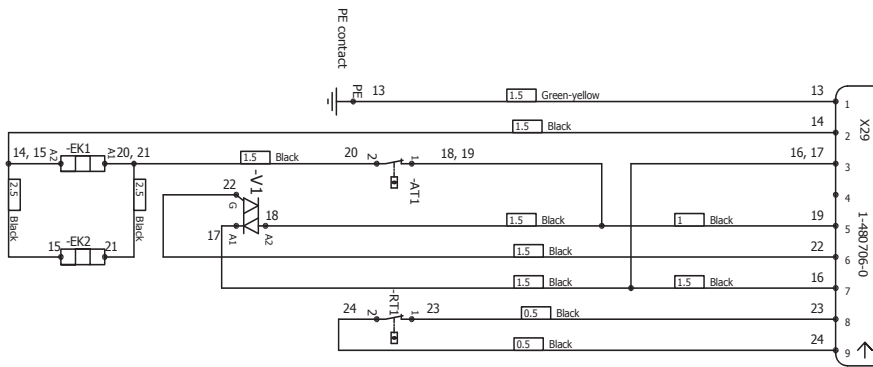 PE contact
PE
13
1.5
Green-yellow
13
1
X29
14
1.5
Black
2
14, 15
A2
-EK1
A1
20, 21
1.5
Black
20
2
1
18, 19
-AT1
16, 17
3
2.5
Black
2.5
Black
22
G
-V1
4
17
A1
A2
18
1.5
Black
1
Black
19
5
1-480706-0
15
-EK2
21
1.5
Black
22
6
1.5
Black
1.5
Black
16
7
24
2
-RT1
1
23
0.5
Black
23
8
0.5
Black
24
9